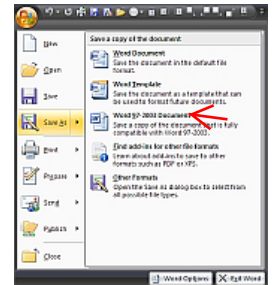 New
Open
Save
Save As
Print
Prepare
Send
Publish
Close
Save a copy of the document
Word Document
Save the document in the default file
format.
Word Template
Save the document as a template that can
be used to format future documents.
Word 97-2003 Document
Save a copy of the document that is fully
compatible with Word 97-2003.
Find add-ins for other file formats
Learn about add-ins to save to other
formats such as PDF or XPS.
Other Formats
Open the Save As dialog box to select from
all possible file types.
Word Options
Exit Word